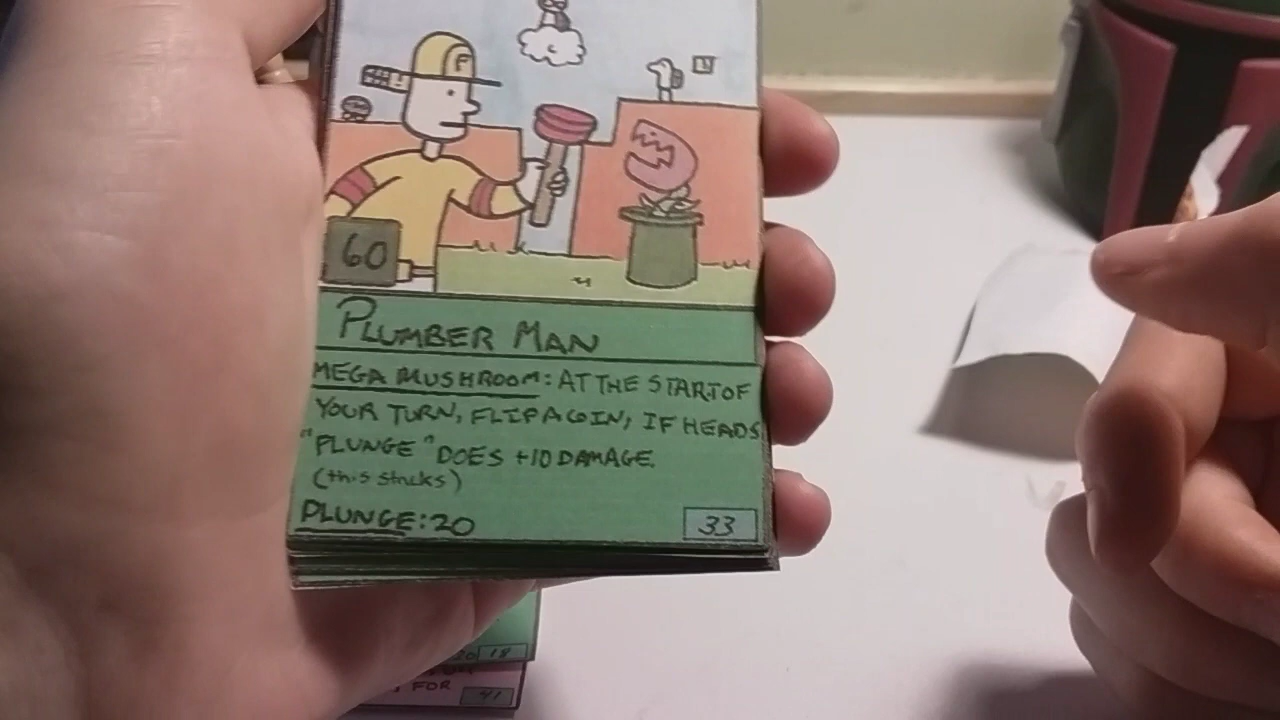 F
60
PLUMBER MAN
MEGA MUSHROOM: AT THE START OF
YOUR TURN, FLIP A COIN, IF HEADS
"PLUNGE" DOES +10 DAMAGE.
(this stacks)
PLUNGE: 20
33
20 18
FOR
41